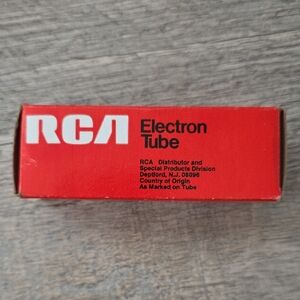 RCA
Electron
Tube
RCA Distributor and
Special Products Division
Deptford, N.J. 08096
Country of Origin
As Marked on Tube